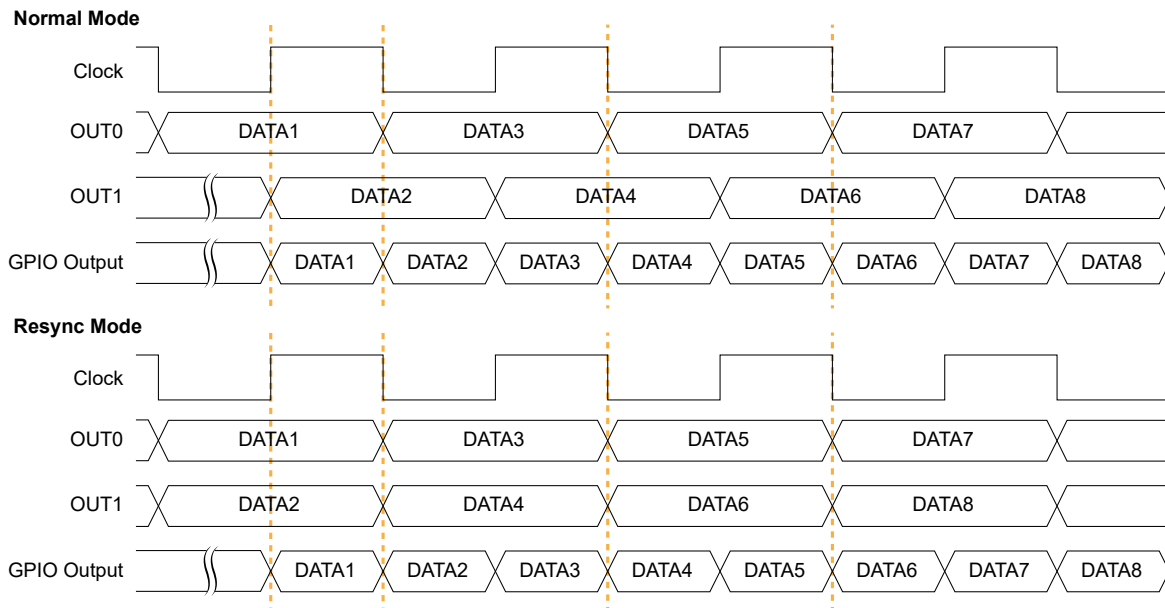 Normal Mode
Clock
OUT0 DATA1 DATA3 DATA5 DATA7
OUT1 DATA2 DATA4 DATA6 DATA8
GPIO Output DATA1 DATA2 DATA3 DATA4 DATA5 DATA6 DATA7 DATA8
Resync Mode
Clock
OUT0 DATA1 DATA3 DATA5 DATA7
OUT1 DATA2 DATA4 DATA6 DATA8
GPIO Output DATA1 DATA2 DATA3 DATA4 DATA5 DATA6 DATA7 DATA8